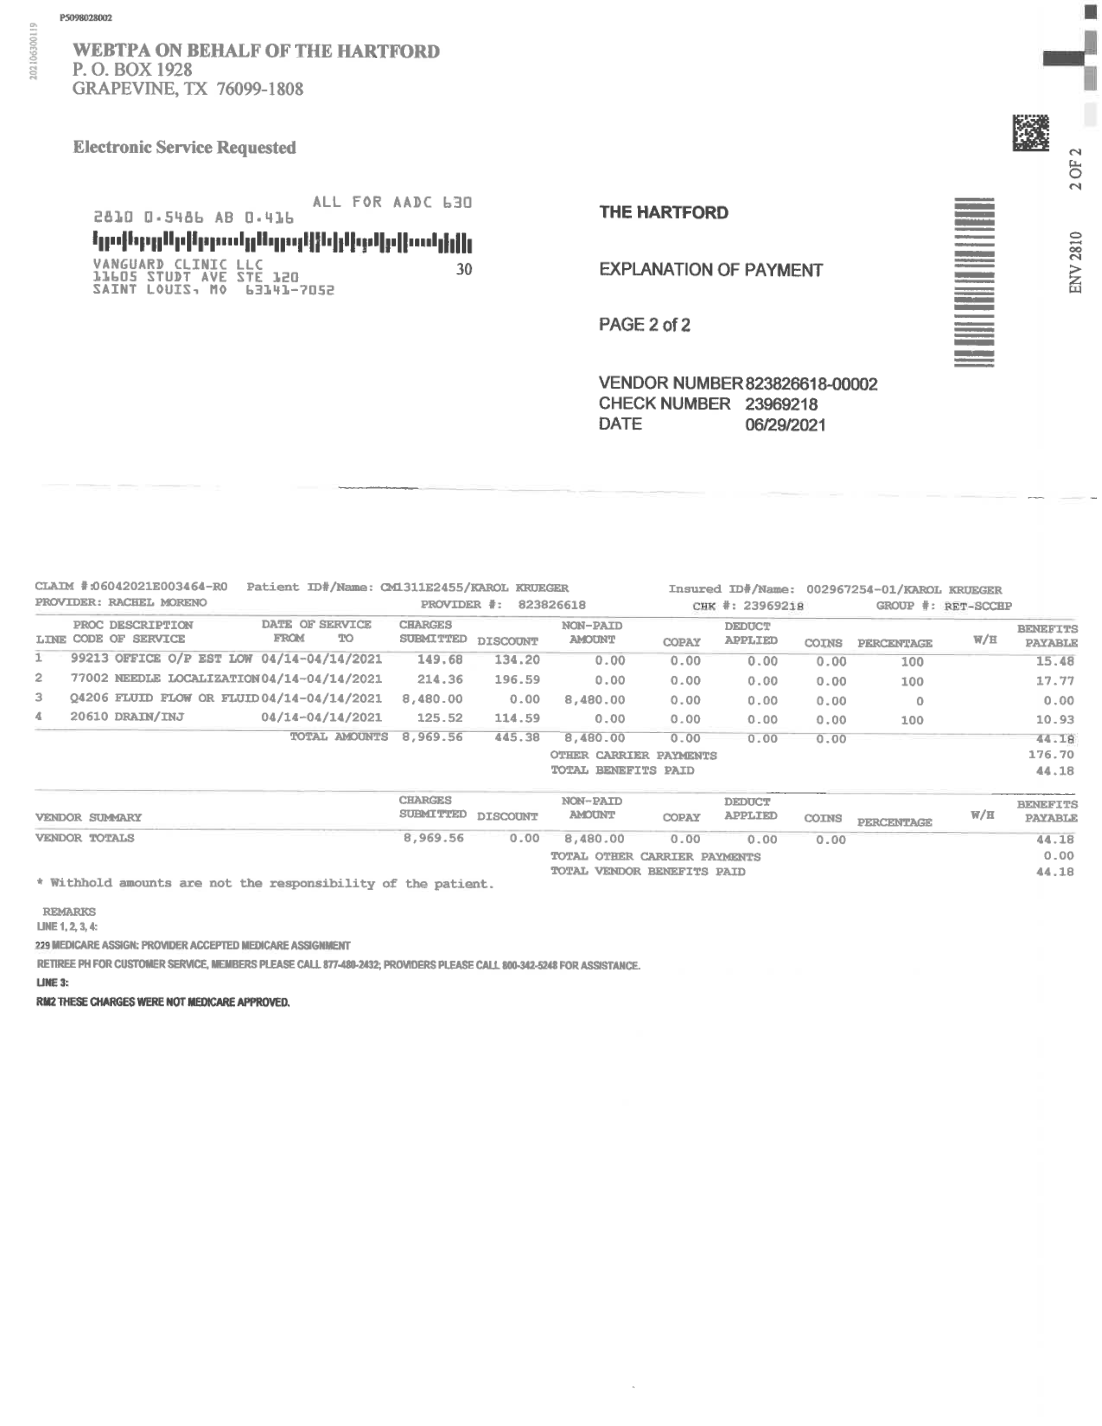 P5098028002
202106300119
WEBTPA ON BEHALF OF THE HARTFORD
P. O. BOX 1928
GRAPEVINE, TX 76099-1808
Electronic Service Requested
2 OF 2
ENV 2810
ALL FOR AADC 630
2810 0.5486 AB 0.416
VANGUARD CLINIC LLC 30
11605 STUDT AVE STE 120
SAINT LOUIS, MO 63141-7052
THE HARTFORD
EXPLANATION OF PAYMENT
PAGE 2 of 2
VENDOR NUMBER 823826618-00002
CHECK NUMBER 23969218
DATE 06/29/2021
CLAIM #:06042021E003464-R0 Patient ID#/Name: CM1311E2455/KAROL KRUEGER Insured ID#/Name: 002967254-01/KAROL KRUEGER
PROVIDER: RACHEL MORENO PROVIDER #: 823826618 CHK #: 23969218 GROUP #: RET-SCCHP
PROC DESCRIPTION DATE OF SERVICE CHARGES NON-PAID DEDUCT BENEFITS
LINE CODE OF SERVICE FROM TO SUBMITTED DISCOUNT AMOUNT COPAY APPLIED COINS PERCENTAGE W/H PAYABLE
1 99213 OFFICE O/P EST LOW 04/14-04/14/2021 149.68 134.20 0.00 0.00 0.00 0.00 100 15.48
2 77002 NEEDLE LOCALIZATION 04/14-04/14/2021 214.36 196.59 0.00 0.00 0.00 0.00 100 17.77
3 Q4206 FLUID FLOW OR FLUID 04/14-04/14/2021 8,480.00 0.00 8,480.00 0.00 0.00 0.00 0 0.00
4 20610 DRAIN/INJ 04/14-04/14/2021 125.52 114.59 0.00 0.00 0.00 0.00 100 10.93
TOTAL AMOUNTS 8,969.56 445.38 8,480.00 0.00 0.00 0.00 44.18
OTHER CARRIER PAYMENTS 176.70
TOTAL BENEFITS PAID 44.18
CHARGES NON-PAID DEDUCT BENEFITS
VENDOR SUMMARY SUBMITTED DISCOUNT AMOUNT COPAY APPLIED COINS PERCENTAGE W/H PAYABLE
VENDOR TOTALS 8,969.56 0.00 8,480.00 0.00 0.00 0.00 44.18
TOTAL OTHER CARRIER PAYMENTS 0.00
TOTAL VENDOR BENEFITS PAID 44.18
* Withhold amounts are not the responsibility of the patient.
REMARKS
LINE 1, 2, 3, 4:
229 MEDICARE ASSIGN: PROVIDER ACCEPTED MEDICARE ASSIGNMENT
RETIREE PH FOR CUSTOMER SERVICE, MEMBERS PLEASE CALL 877-480-2432; PROVIDERS PLEASE CALL 800-342-5248 FOR ASSISTANCE.
LINE 3:
RM2 THESE CHARGES WERE NOT MEDICARE APPROVED.